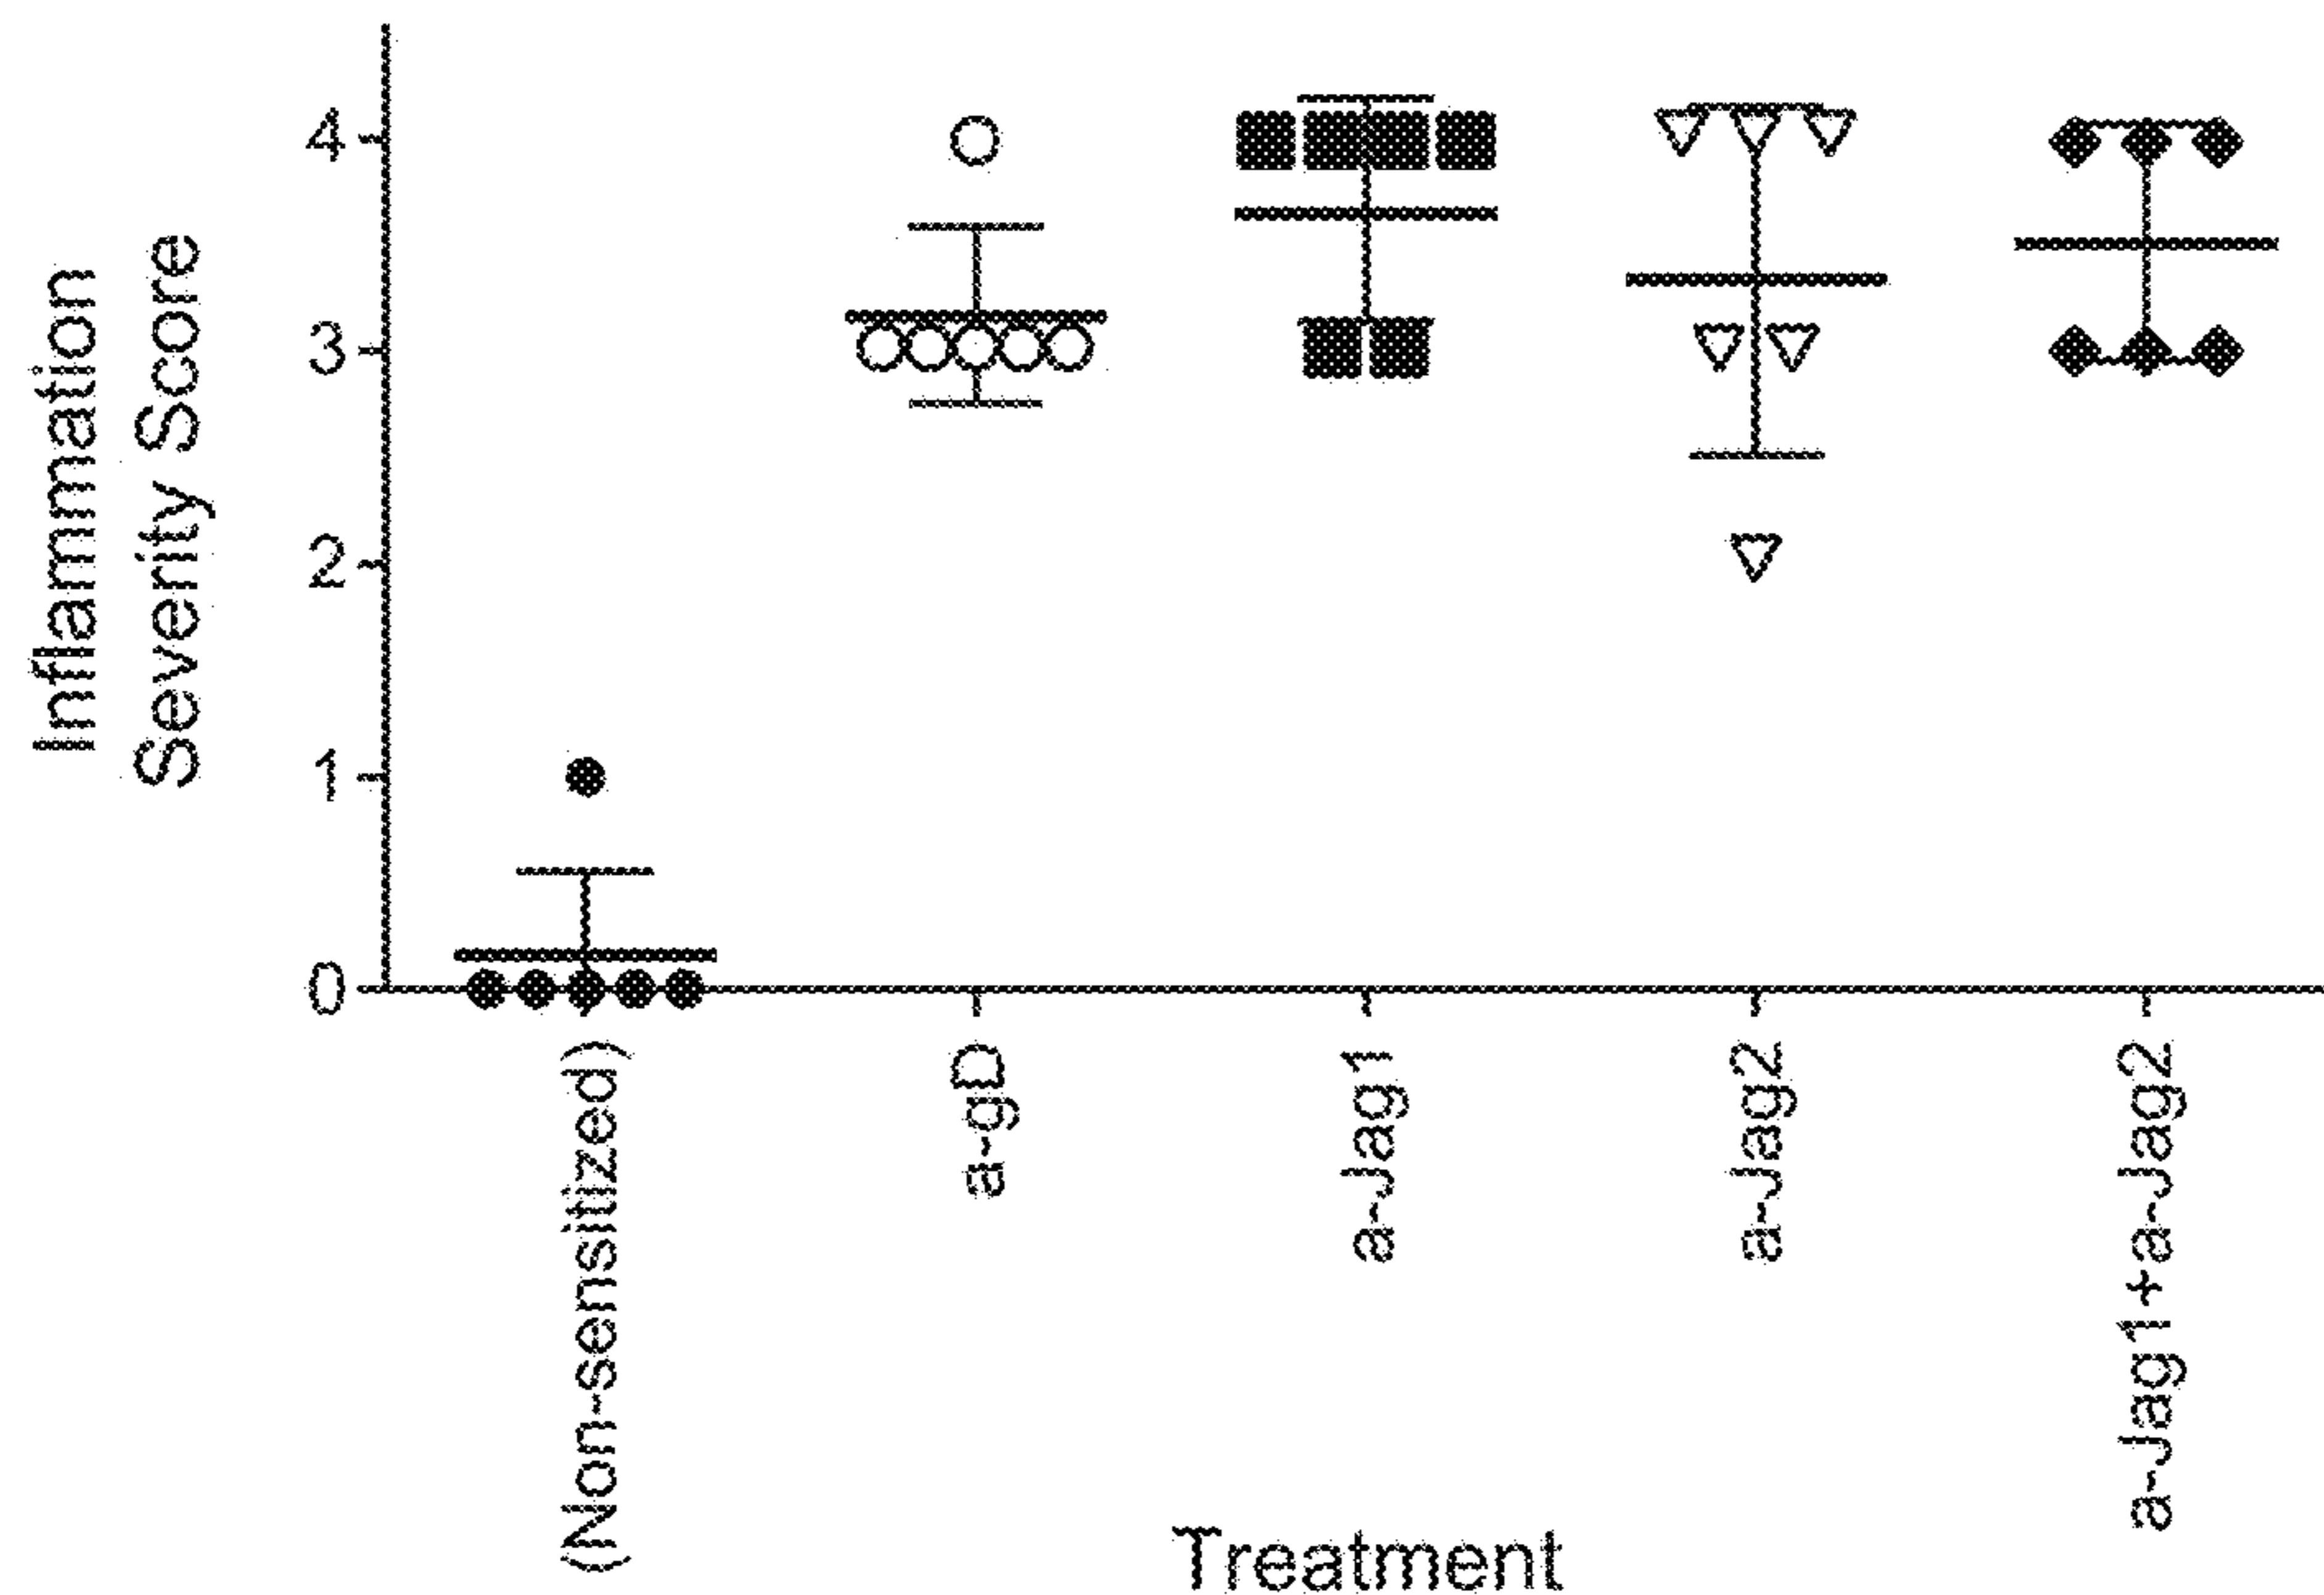 Inflammation
Severity Score
4
3
2
1
0
(Non-sensitized)
a-gD
a-Jag1
a-Jag2
a-Jag1+a-Jag2
Treatment